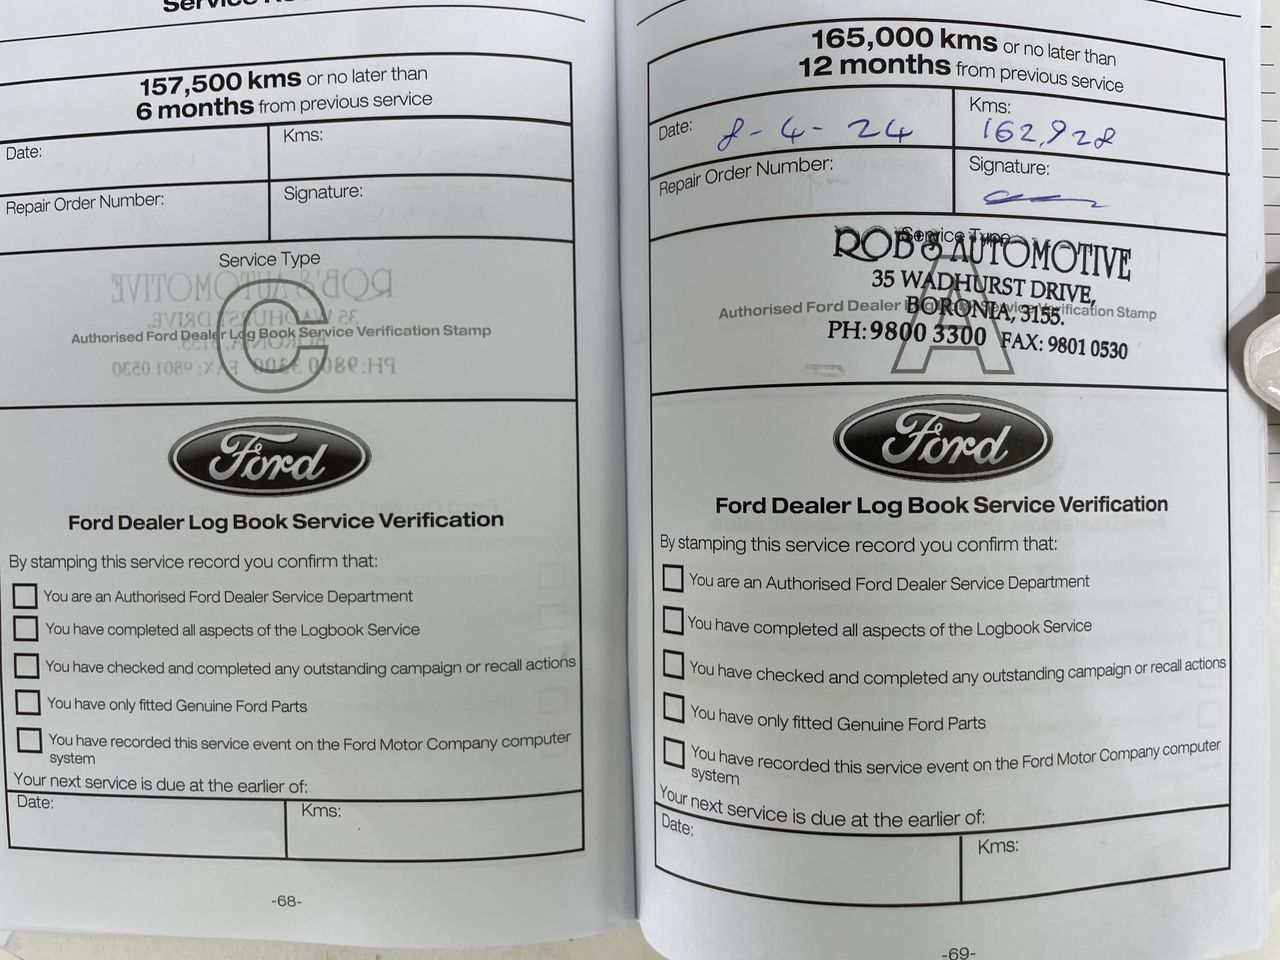 157,500 kms or no later than
6 months from previous service
Date:
Kms:
Repair Order Number:
Signature:
Service Type
C
Authorised Ford Dealer Log Book Service Verification Stamp
Ford
Ford Dealer Log Book Service Verification
By stamping this service record you confirm that:
You are an Authorised Ford Dealer Service Department
You have completed all aspects of the Logbook Service
You have checked and completed any outstanding campaign or recall actions
You have only fitted Genuine Ford Parts
You have recorded this service event on the Ford Motor Company computer
system
Your next service is due at the earlier of:
Date:
Kms:
-68-
165,000 kms or no later than
12 months from previous service
Date: 8-4-24
Kms:
162,928
Repair Order Number:
Signature:
Service Type
A
ROB'S AUTOMOTIVE
35 WADHURST DRIVE,
Authorised Ford Dealer Log Book Service Verification Stamp
BORONIA, 3155.
PH: 9800 3300 FAX: 9801 0530
Ford
Ford Dealer Log Book Service Verification
By stamping this service record you confirm that:
You are an Authorised Ford Dealer Service Department
You have completed all aspects of the Logbook Service
You have checked and completed any outstanding campaign or recall actions
You have only fitted Genuine Ford Parts
You have recorded this service event on the Ford Motor Company computer
system
Your next service is due at the earlier of:
Date:
Kms:
-69-